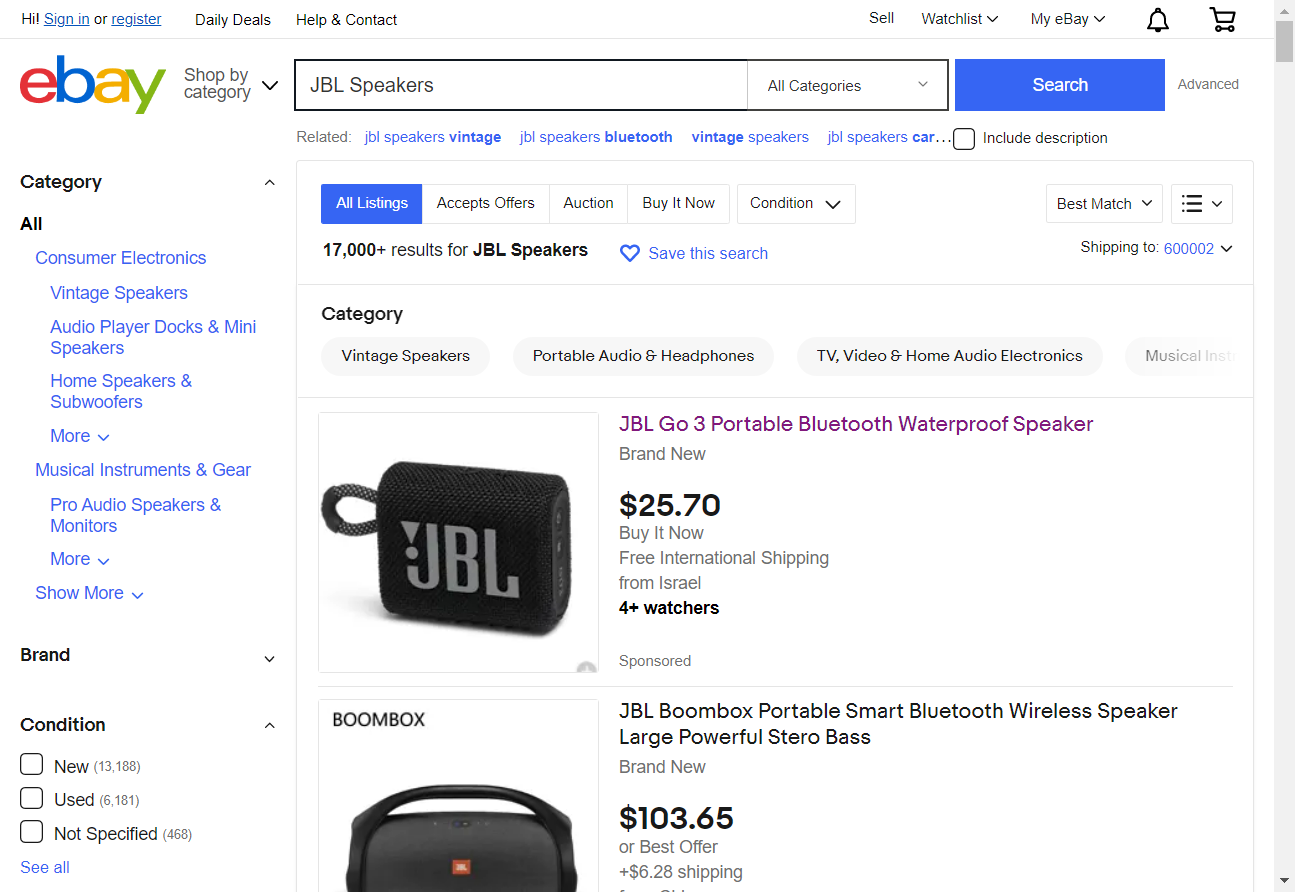 Hi! Sign in or register
Daily Deals
Help & Contact
Sell
Watchlist
My eBay
ebay
Shop by
category
JBL Speakers
All Categories
Search
Advanced
Related:
jbl speakers vintage
jbl speakers bluetooth
vintage speakers
jbl speakers car...
Include description
Category
All
Consumer Electronics
Vintage Speakers
Audio Player Docks & Mini
Speakers
Home Speakers &
Subwoofers
More
Musical Instruments & Gear
Pro Audio Speakers &
Monitors
More
Show More
Brand
Condition
New (13,188)
Used (6,181)
Not Specified (468)
See all
All Listings
Accepts Offers
Auction
Buy It Now
Condition
Best Match
17,000+ results for JBL Speakers
Save this search
Shipping to: 600002
Category
Vintage Speakers
Portable Audio & Headphones
TV, Video & Home Audio Electronics
Musical Inst
JBL
JBL Go 3 Portable Bluetooth Waterproof Speaker
Brand New
$25.70
Buy It Now
Free International Shipping
from Israel
4+ watchers
Sponsored
BOOMBOX
JBL
JBL Boombox Portable Smart Bluetooth Wireless Speaker
Large Powerful Stero Bass
Brand New
$103.65
or Best Offer
+$6.28 shipping